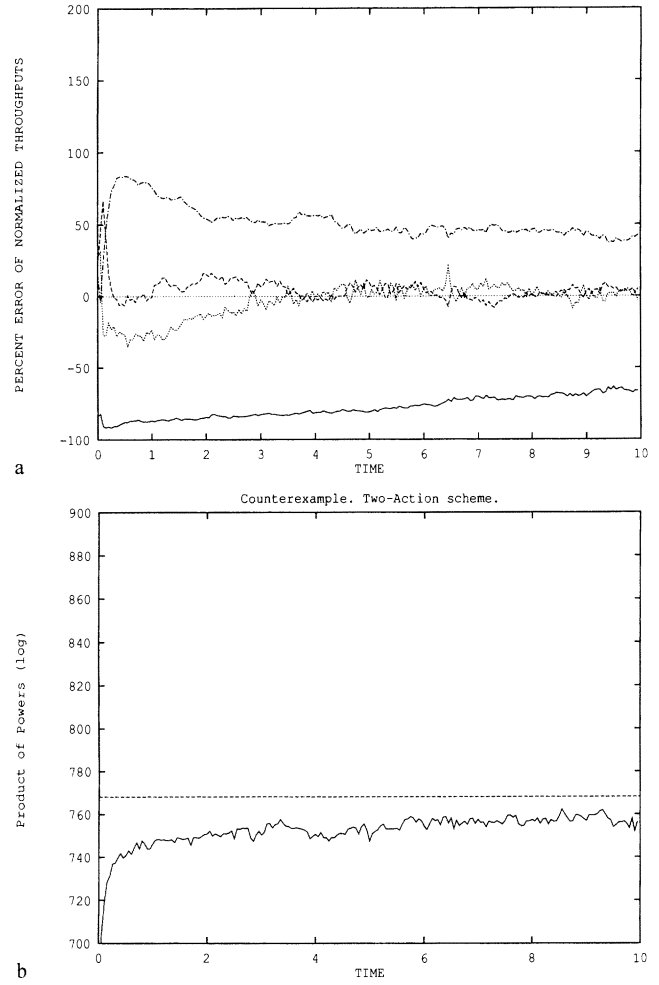 200
150
100
50
0
-50
-100
PERCENT ERROR OF NORMALIZED THROUGHPUTS
0 1 2 3 4 5 6 7 8 9 10
TIME
a
Counterexample. Two-Action scheme.
900
880
860
840
820
800
780
760
740
720
700
Product of Powers (log)
0 2 4 6 8 10
TIME
b